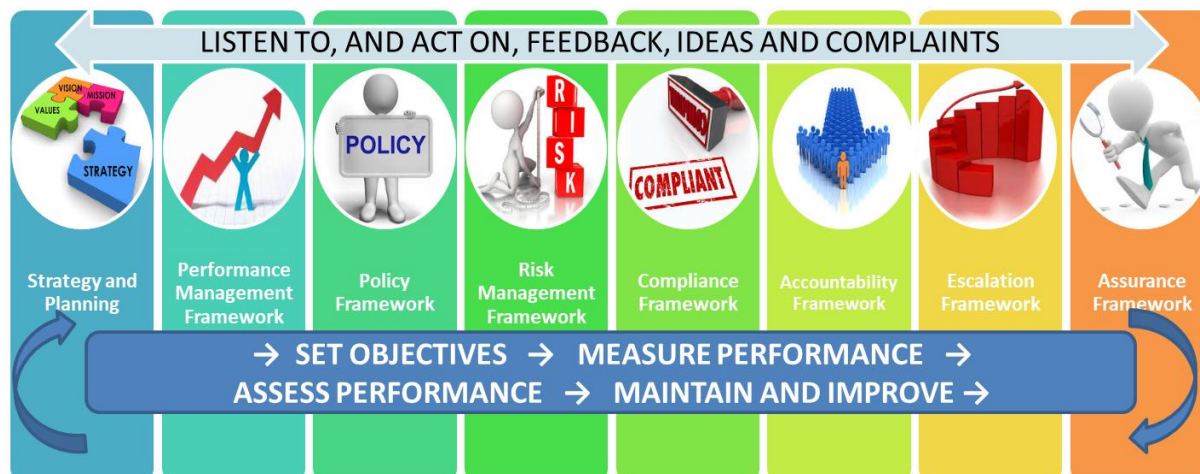 LISTEN TO, AND ACT ON, FEEDBACK, IDEAS AND COMPLAINTS
VISION
MISSION
VALUES
STRATEGY
POLICY
R
I
S
K
COMPLIANT
Strategy and
Planning
Performance
Management
Framework
Policy
Framework
Risk
Management
Framework
Compliance
Framework
Accountability
Framework
Escalation
Framework
Assurance
Framework
→ SET OBJECTIVES → MEASURE PERFORMANCE →
ASSESS PERFORMANCE → MAINTAIN AND IMPROVE →